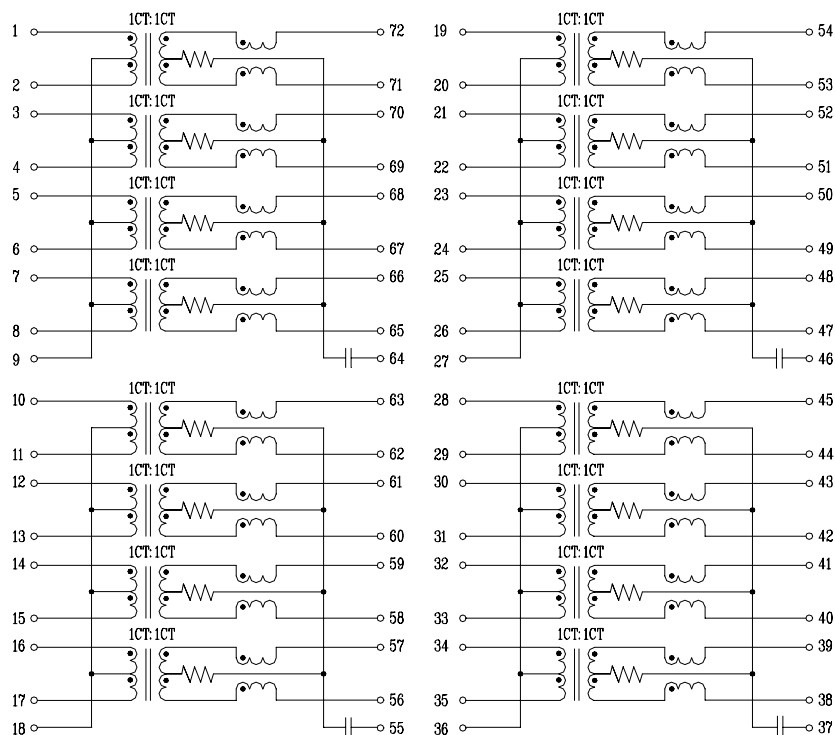 1CT:1CT 1CT:1CT
1 72 19 54
2 71 20 53
1CT:1CT 1CT:1CT
3 70 21 52
4 69 22 51
1CT:1CT 1CT:1CT
5 68 23 50
6 67 24 49
1CT:1CT 1CT:1CT
7 66 25 48
8 65 26 47
9 64 27 46
1CT:1CT 1CT:1CT
10 63 28 45
11 62 29 44
1CT:1CT 1CT:1CT
12 61 30 43
13 60 31 42
1CT:1CT 1CT:1CT
14 59 32 41
15 58 33 40
1CT:1CT 1CT:1CT
16 57 34 39
17 56 35 38
18 55 36 37